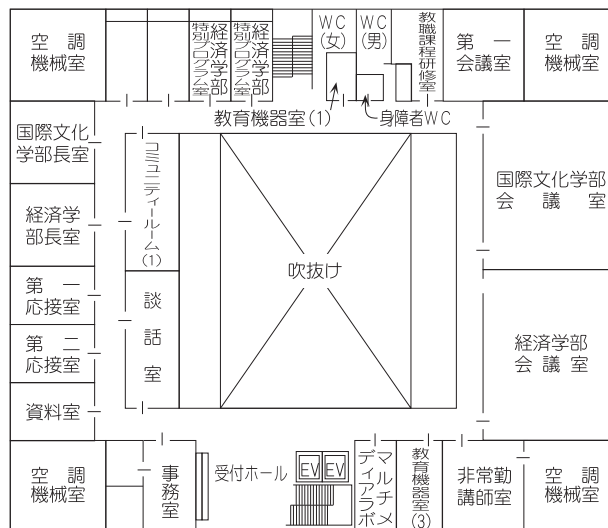 空調
機械室
経済学部
特別プログラム室
経済学部
特別プログラム室
WC
(女)
WC
(男)
教職課程研修室
第一
会議室
空調
機械室
教育機器室(1)
身障者WC
国際文化
学部長室
コミュニティールーム(1)
国際文化学部
会議室
経済学
部長室
吹抜け
第一
応接室
談話室
第二
応接室
経済学部
会議室
資料室
空調
機械室
事務室
受付ホール
EV
EV
マルチメ
ディアラボ
教育機器室(3)
非常勤
講師室
空調
機械室